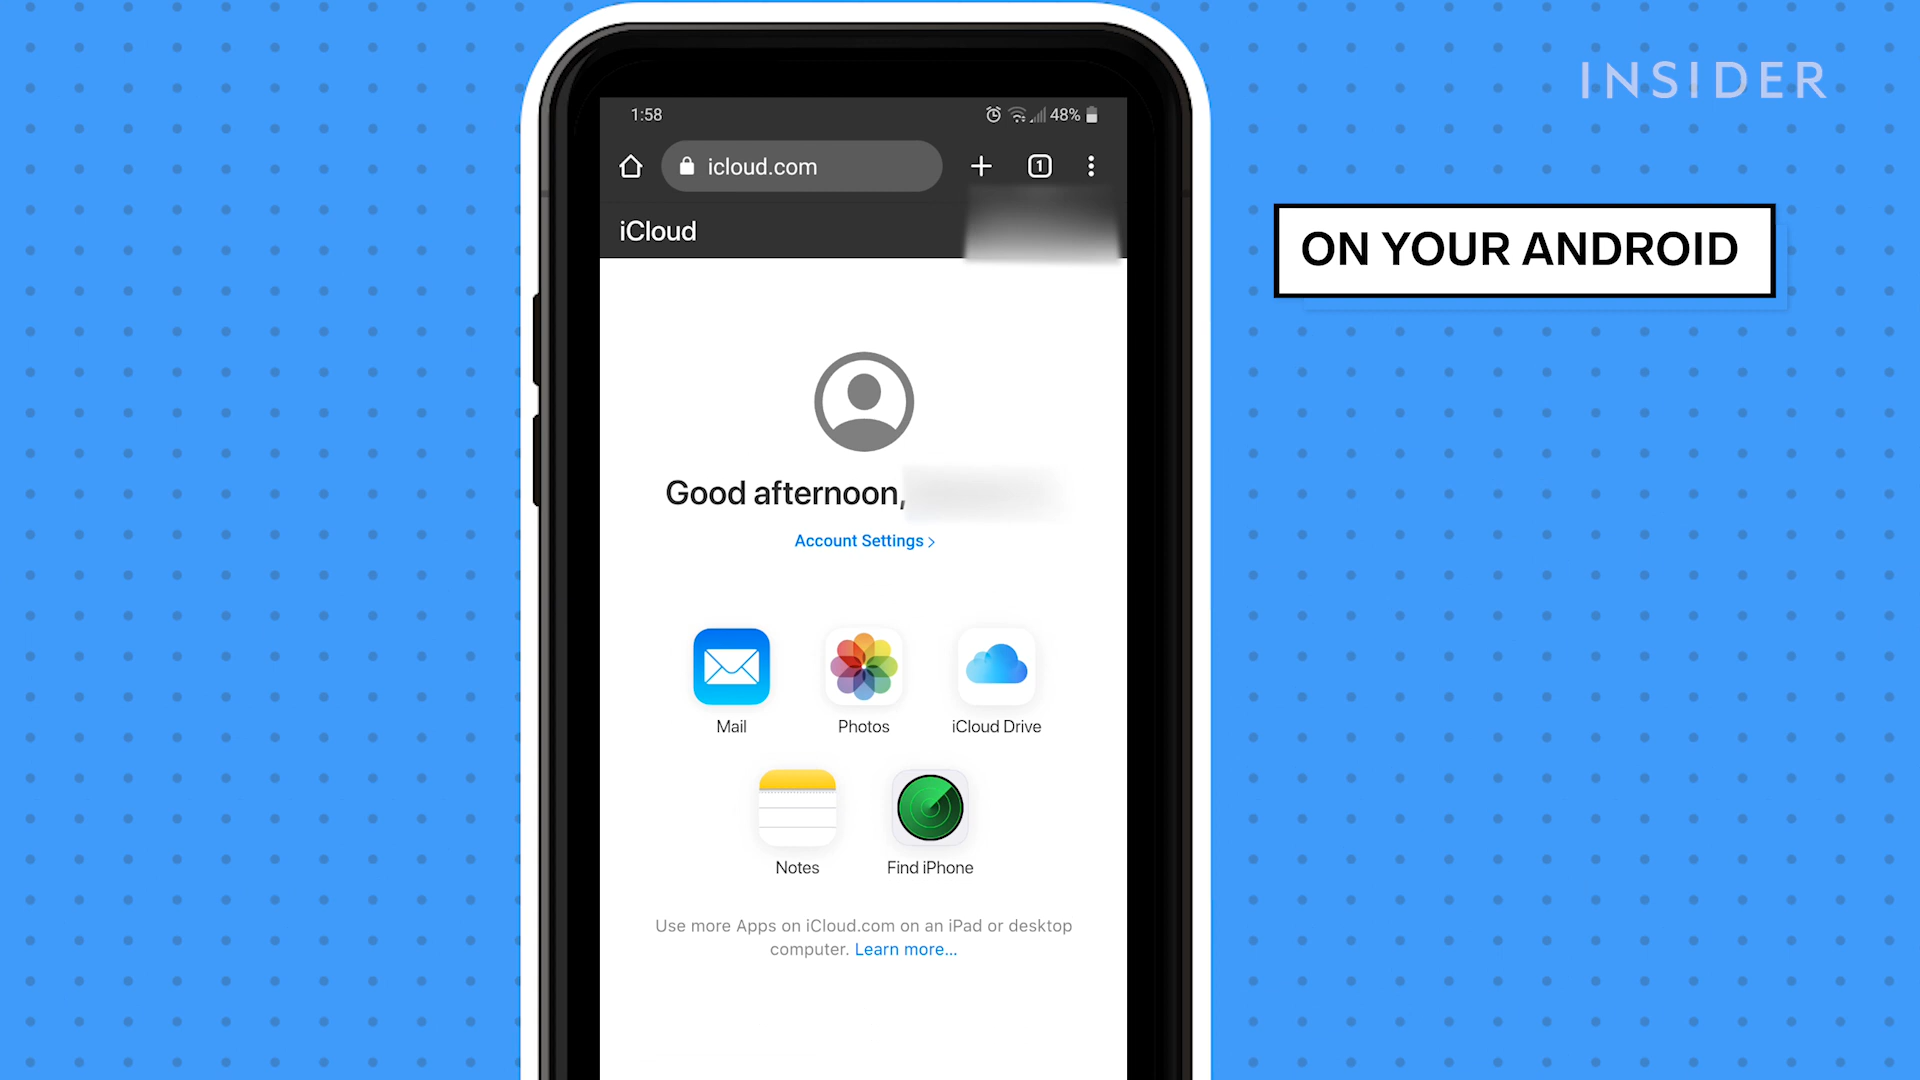 INSIDER
1:58
48%
icloud.com
1
iCloud
ON YOUR ANDROID
Good afternoon,
Account Settings >
Mail
Photos
iCloud Drive
Notes
Find iPhone
Use more Apps on iCloud.com on an iPad or desktop
computer. Learn more...